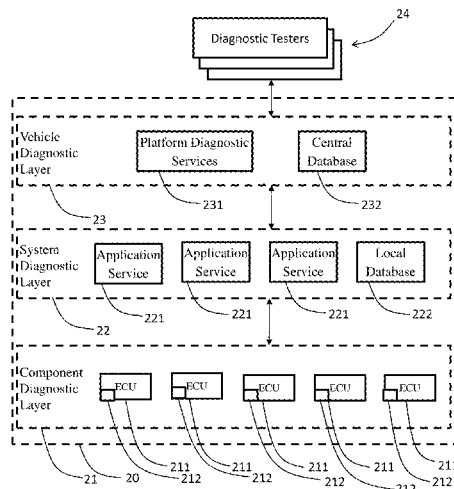 24
Diagnostic Testers
Vehicle
Diagnostic
Layer
Platform Diagnostic
Services
Central
Database
23
231
232
System
Diagnostic
Layer
Application
Service
Application
Service
Application
Service
Local
Database
22
221
221
221
222
Component
Diagnostic
Layer
ECU
ECU
ECU
ECU
ECU
21
20
211
212
211
212
211
212
211
212
211
212